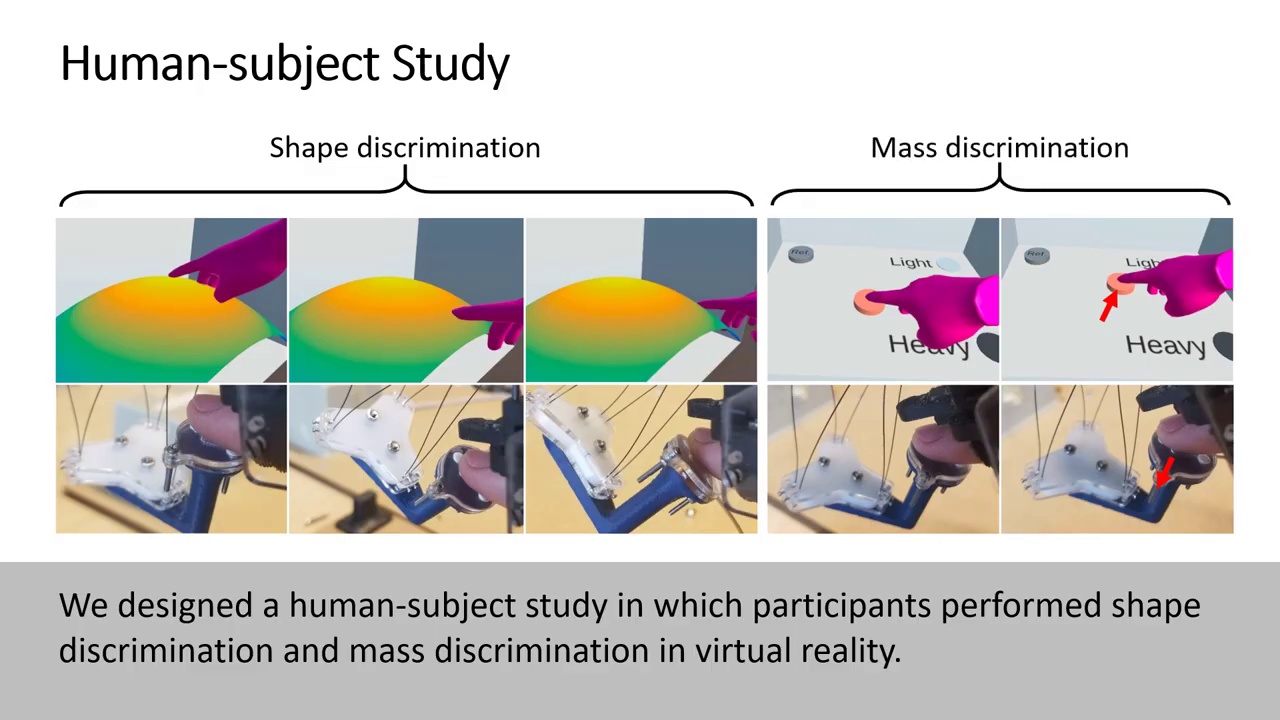 Human-subject Study
Shape discrimination
Mass discrimination
Ref.
Light
Heavy
Ref.
Ligh
Heavy
We designed a human-subject study in which participants performed shape
discrimination and mass discrimination in virtual reality.